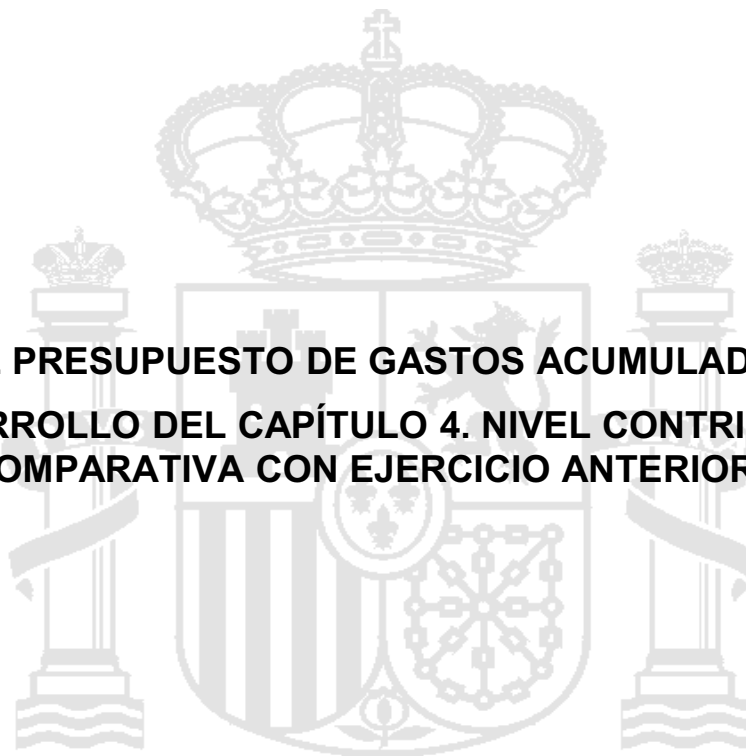 PRESUPUESTO DE GASTOS ACUMULAD
RROLLO DEL CAPÍTULO 4. NIVEL CONTRI
OMPARATIVA CON EJERCICIO ANTERIOR